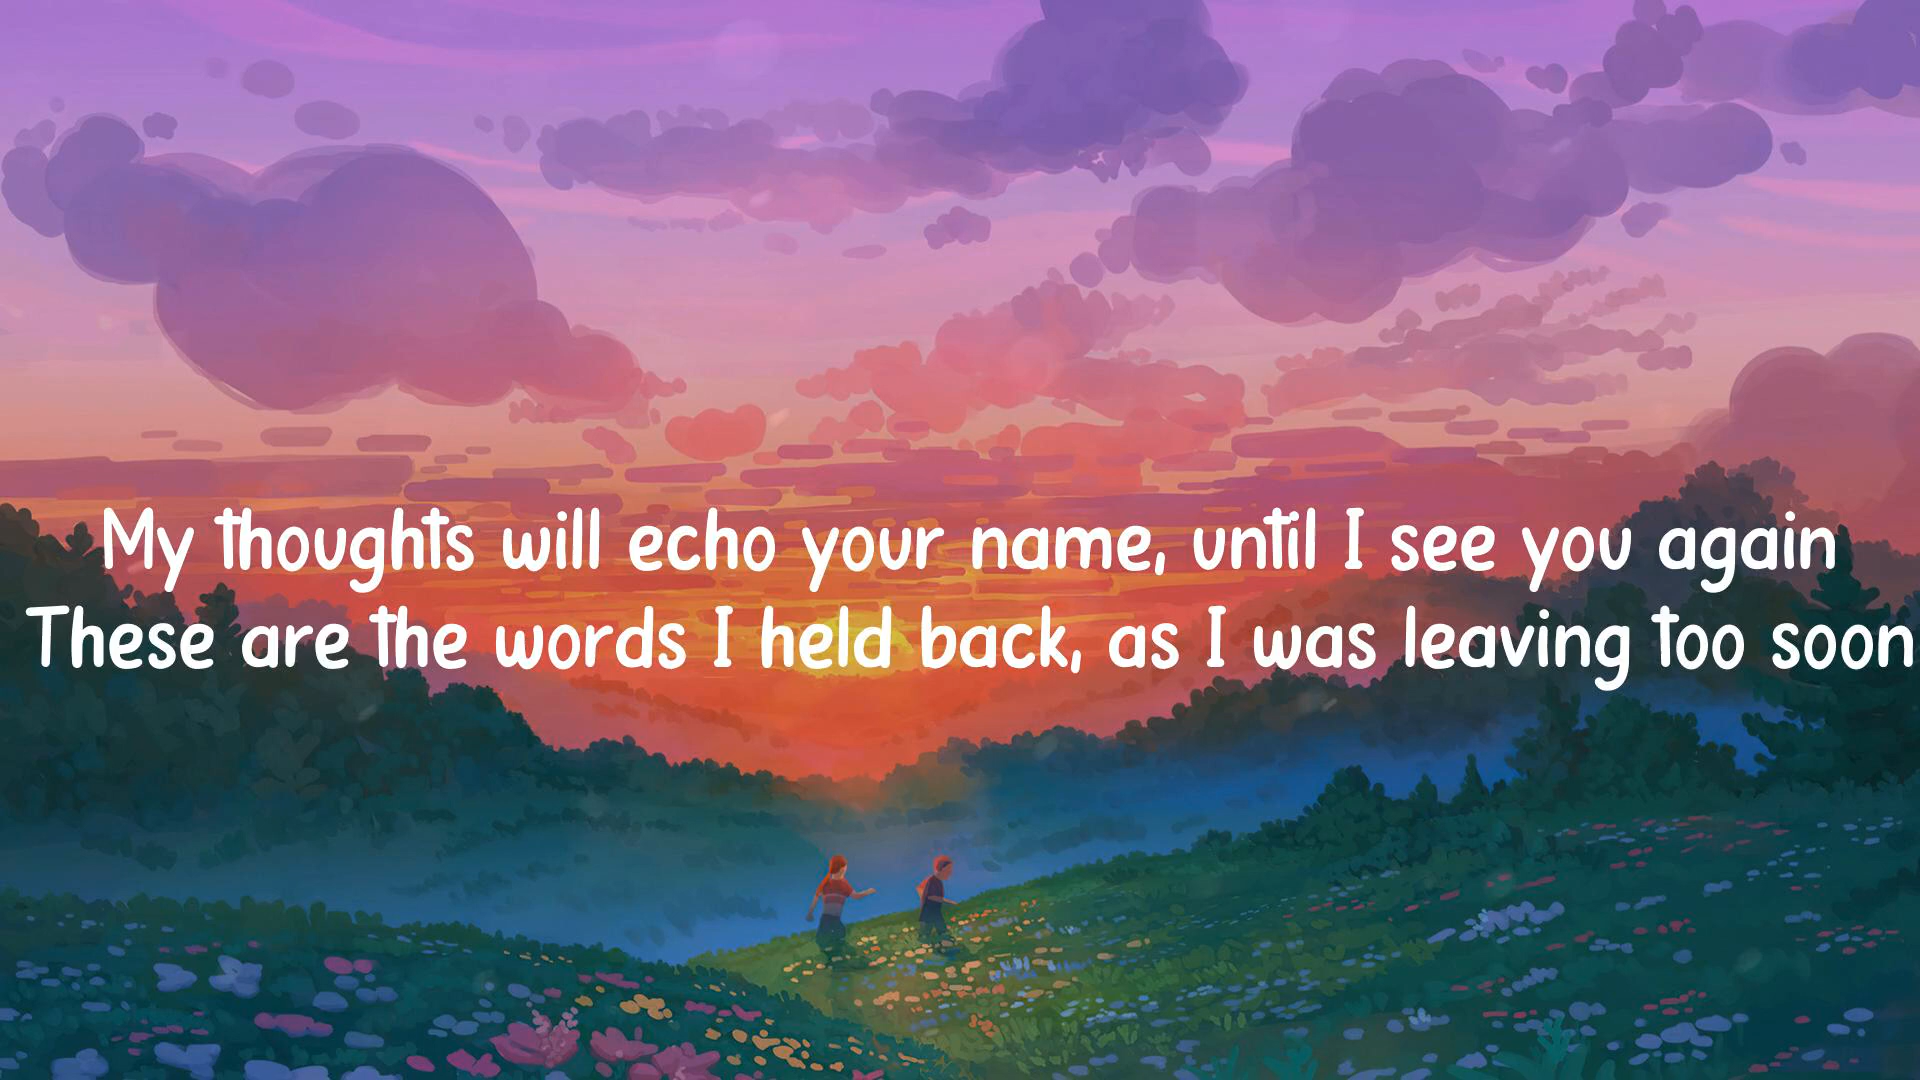 My thoughts will echo your name, until I see you again
These are the words I held back, as I was leaving too soon